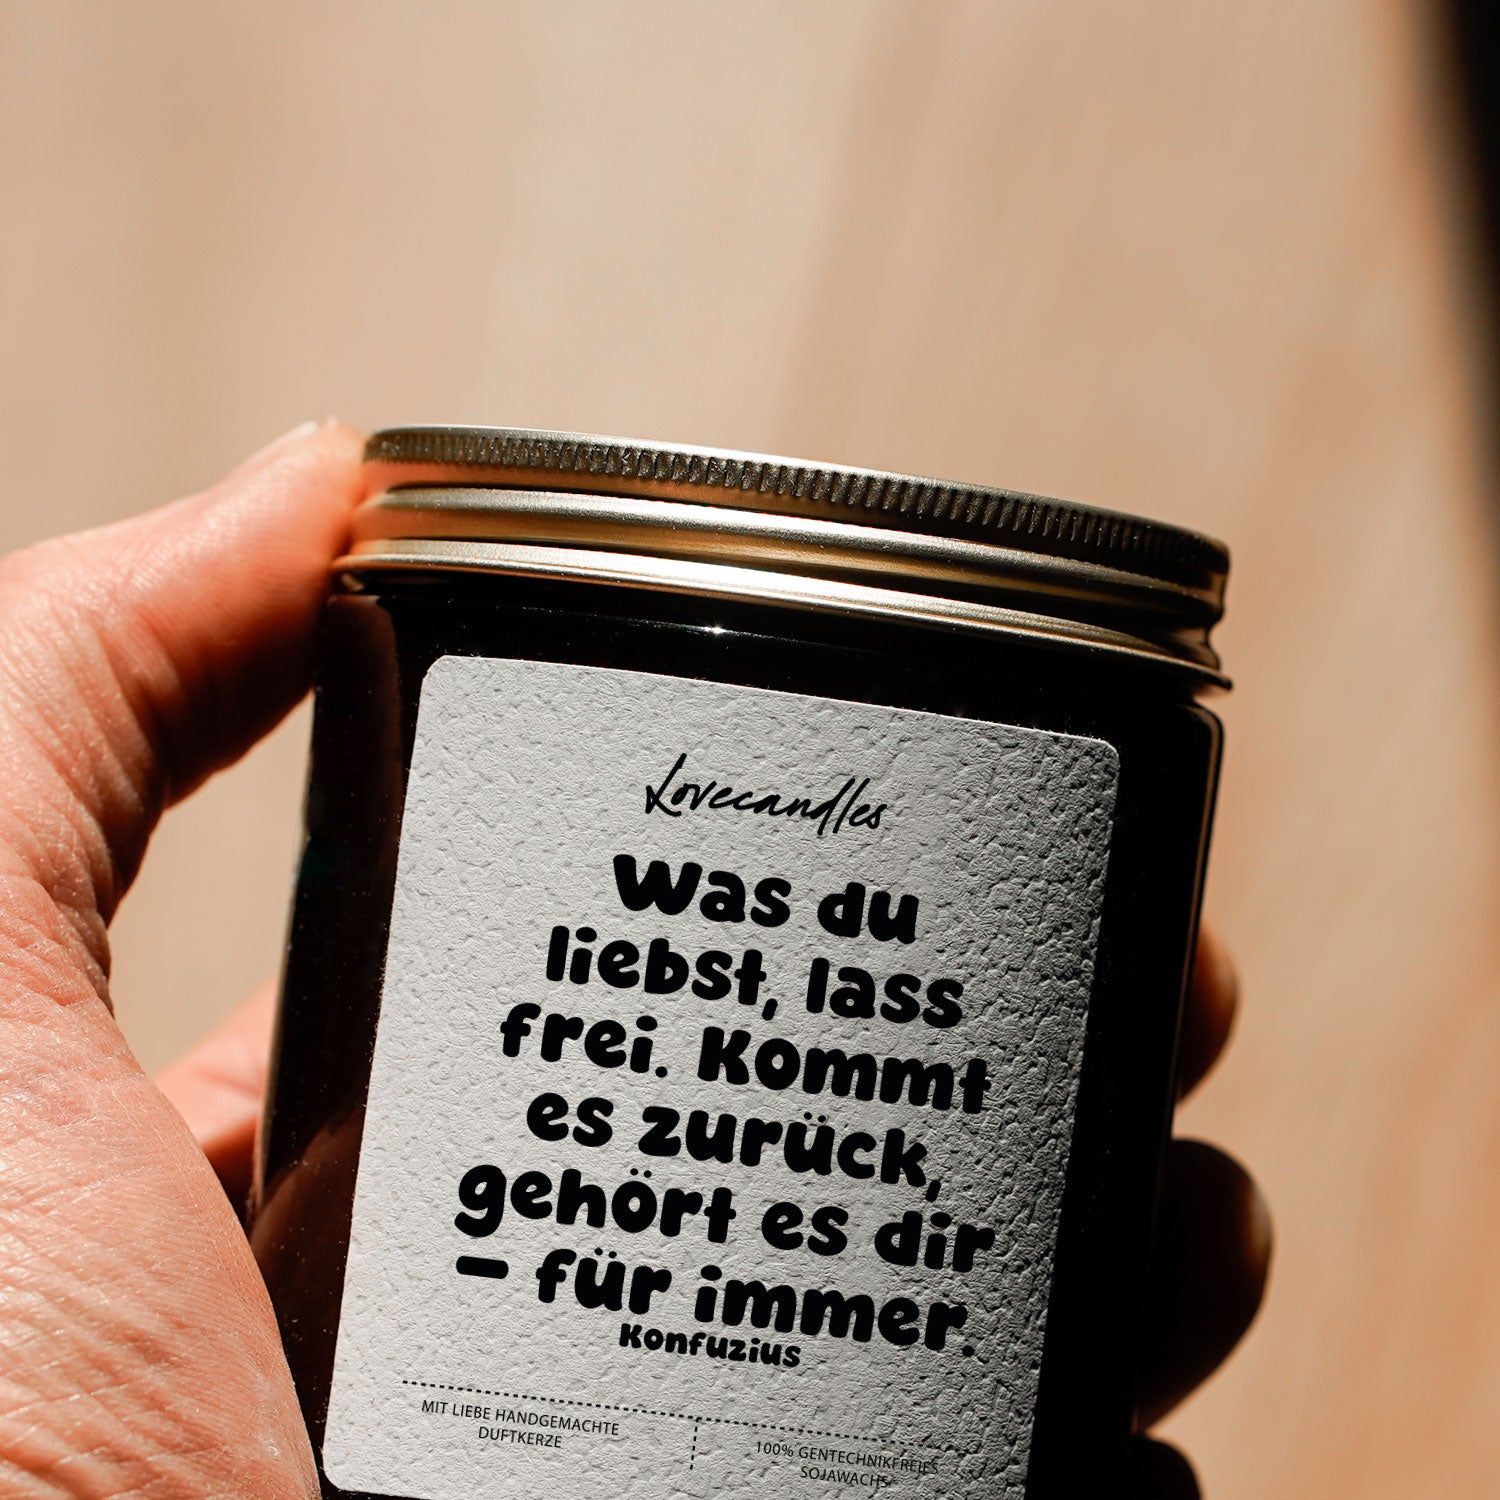 Lovecandles
Was du
liebst, lass
frei. Kommt
es zurück,
gehört es dir
– für immer.
Konfuzius
MIT LIEBE HANDGEMACHTE
DUFTKERZE
100% GENTECHNIKFREIES
SOJAWACHS